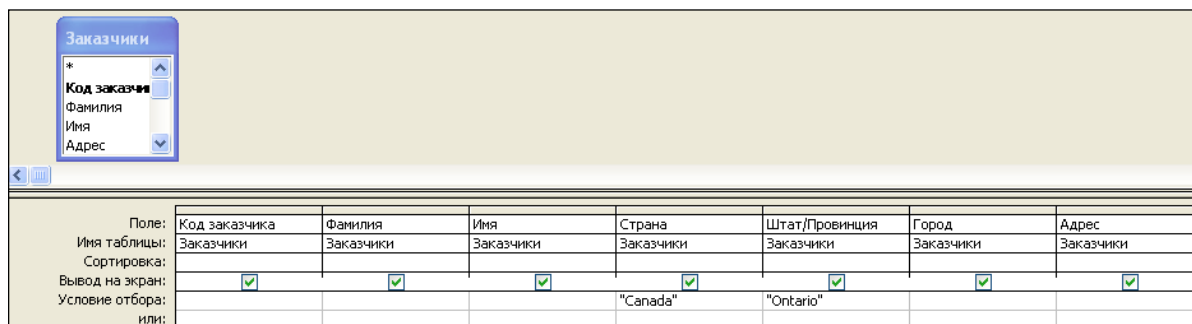 Заказчики
*
Код заказчи
Фамилия
Имя
Адрес
Поле: Код заказчика Фамилия Имя Страна Штат/Провинция Город Адрес
Имя таблицы: Заказчики Заказчики Заказчики Заказчики Заказчики Заказчики Заказчики
Сортировка:
Вывод на экран:
Условие отбора: "Canada" "Ontario"
или: